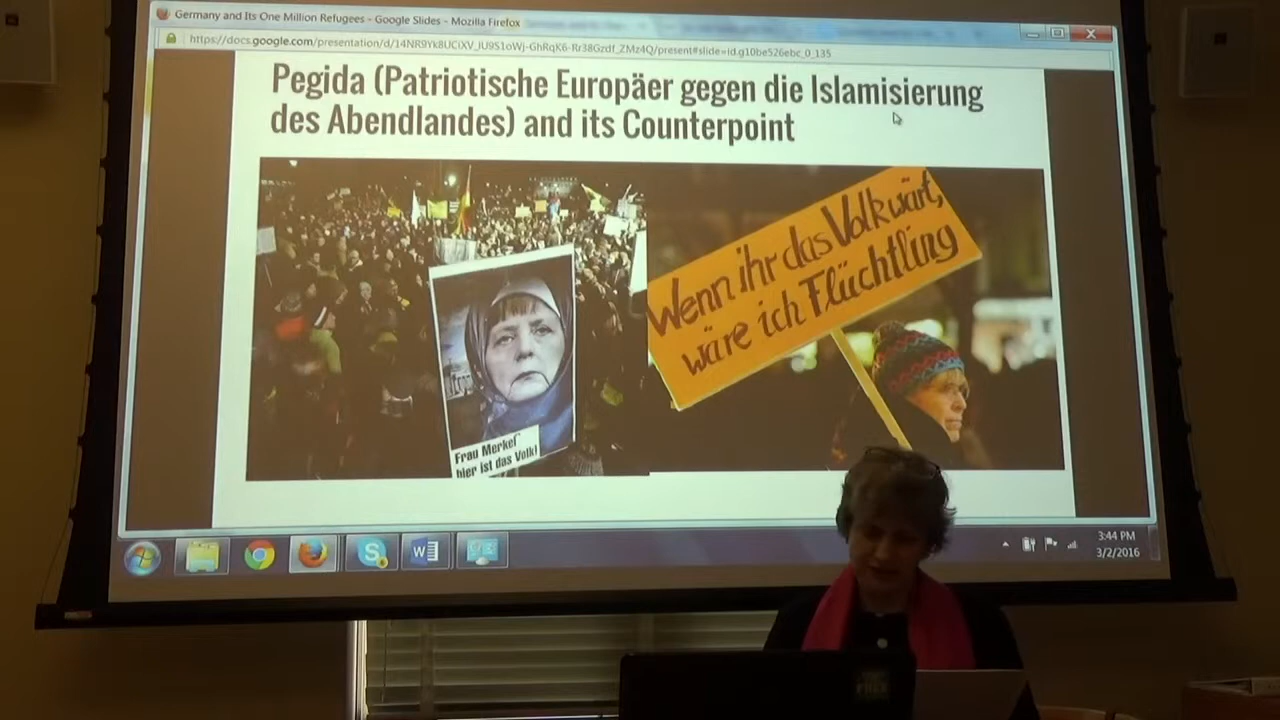 Germany and Its One Million Refugees - Google Slides - Mozilla Firefox
https://docs.google.com/presentation/d/14NR9Yk8UCiXV_IU9S1oWj-GhRqK6-Rr38Gzdf_ZMz4Q/present#slide=id.g10be526ebc_0_135
Pegida (Patriotische Europäer gegen die Islamisierung
des Abendlandes) and its Counterpoint
Wenn ihr das Volk wärt,
wäre ich Flüchtling
Frau Merkel
hier ist das Volk!
3:44 PM
3/2/2016